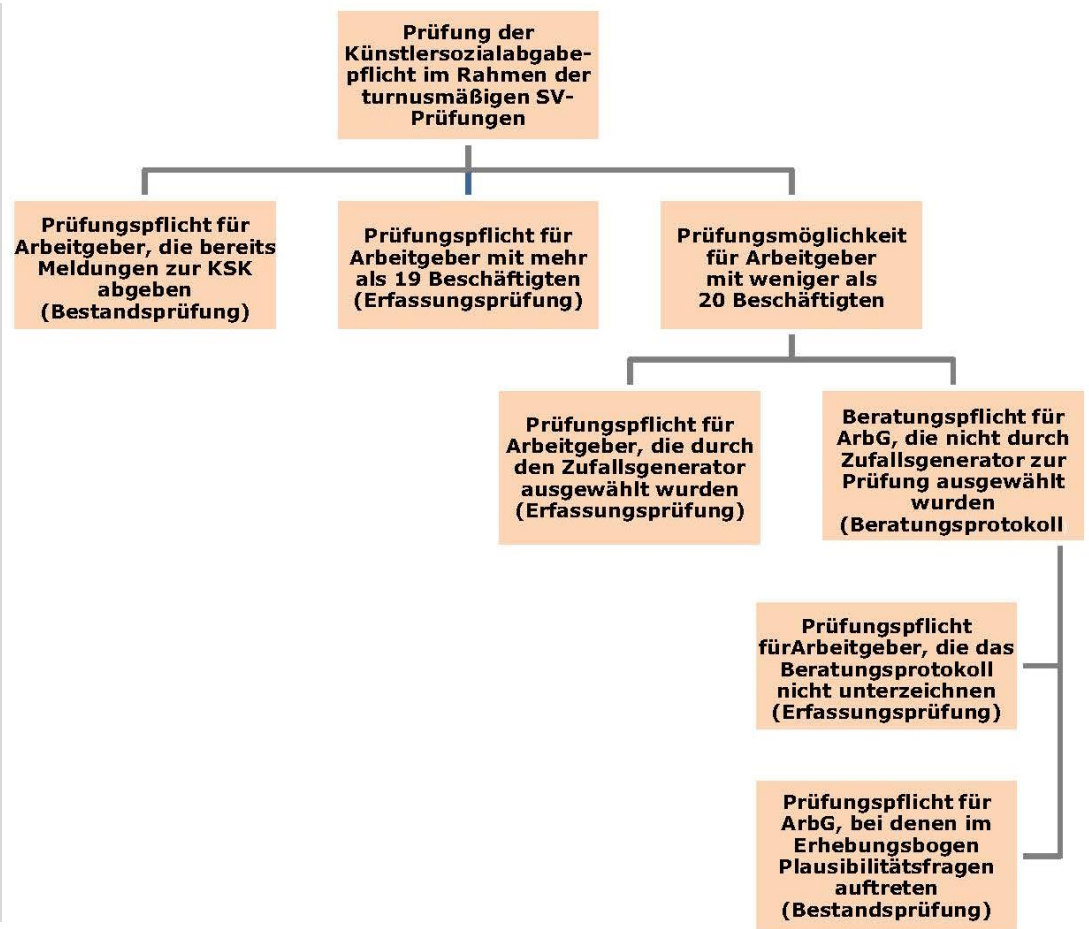 Prüfung der
Künstlersozialabgabe-
pflicht im Rahmen der
turnusmäßigen SV-
Prüfungen
Prüfungspflicht für
Arbeitgeber, die bereits
Meldungen zur KSK
abgeben
(Bestandsprüfung)
Prüfungspflicht für
Arbeitgeber mit mehr
als 19 Beschäftigten
(Erfassungsprüfung)
Prüfungsmöglichkeit
für Arbeitgeber
mit weniger als
20 Beschäftigten
Prüfungspflicht für
Arbeitgeber, die durch
den Zufallsgenerator
ausgewählt wurden
(Erfassungsprüfung)
Beratungspflicht für
ArbG, die nicht durch
Zufallsgenerator zur
Prüfung ausgewählt
wurden
(Beratungsprotokoll
Prüfungspflicht
fürArbeitgeber, die das
Beratungsprotokoll
nicht unterzeichnen
(Erfassungsprüfung)
Prüfungspflicht für
ArbG, bei denen im
Erhebungsbogen
Plausibilitätsfragen
auftreten
(Bestandsprüfung)